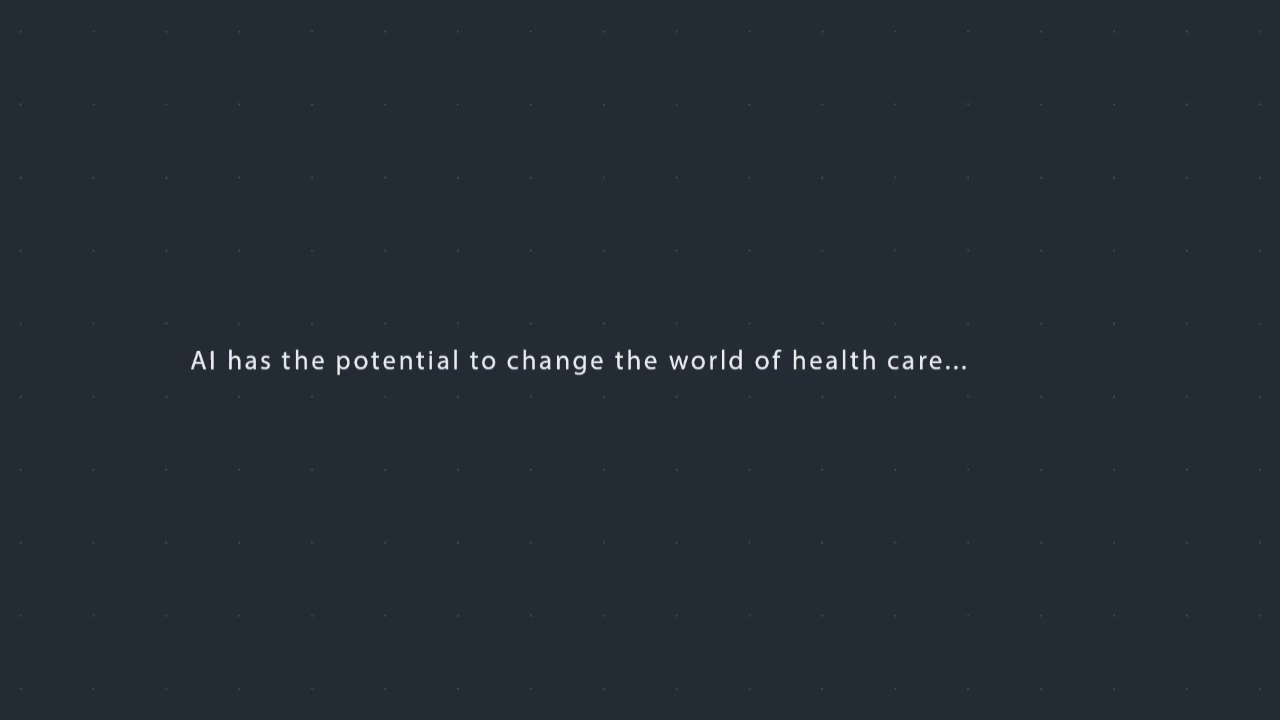 AI has the potential to change the world of health care...